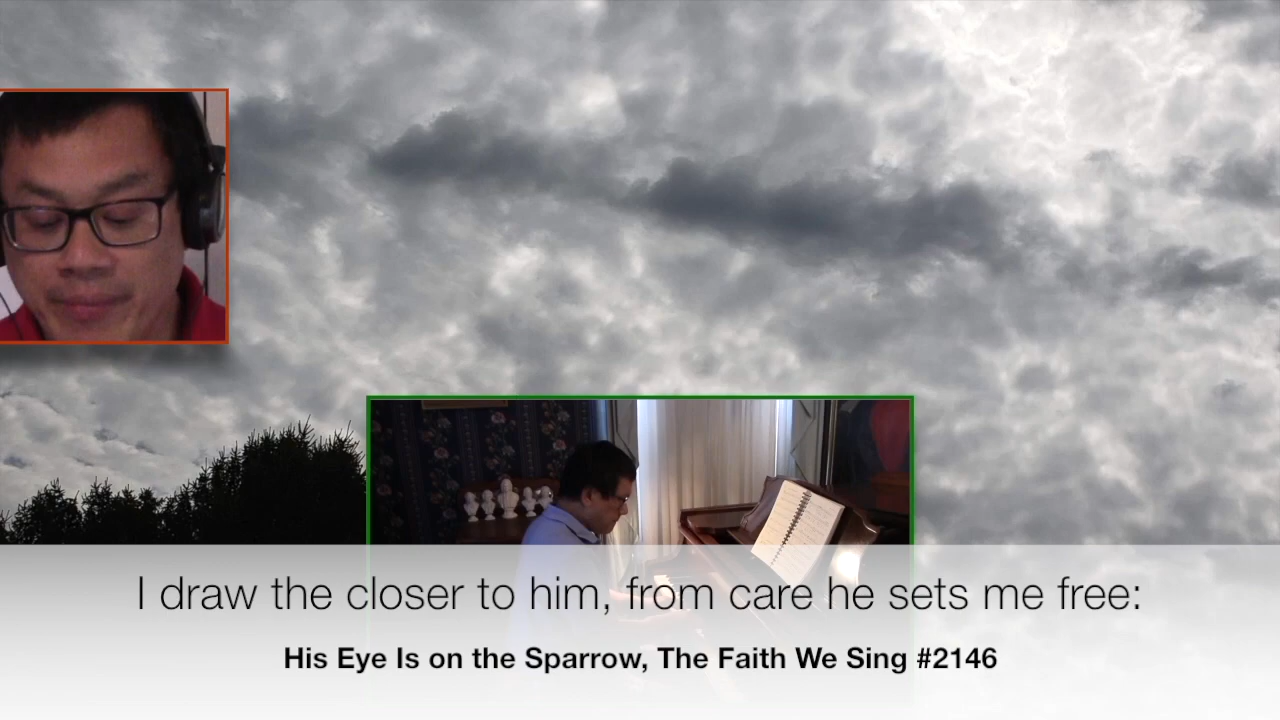 I draw the closer to him, from care he sets me free:
His Eye Is on the Sparrow, The Faith We Sing #2146